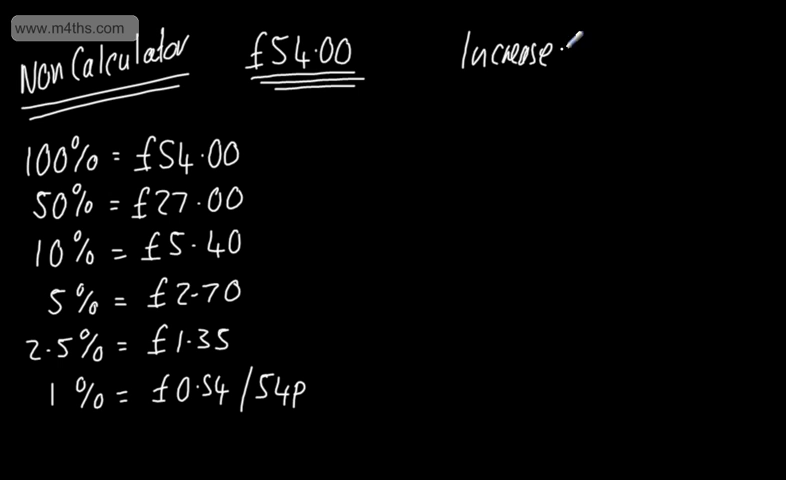 www.m4ths.com
Non Calculator £54.00 Increase
100% = £54.00
50% = £27.00
10% = £5.40
5% = £2.70
2.5% = £1.35
1% = £0.54/54p